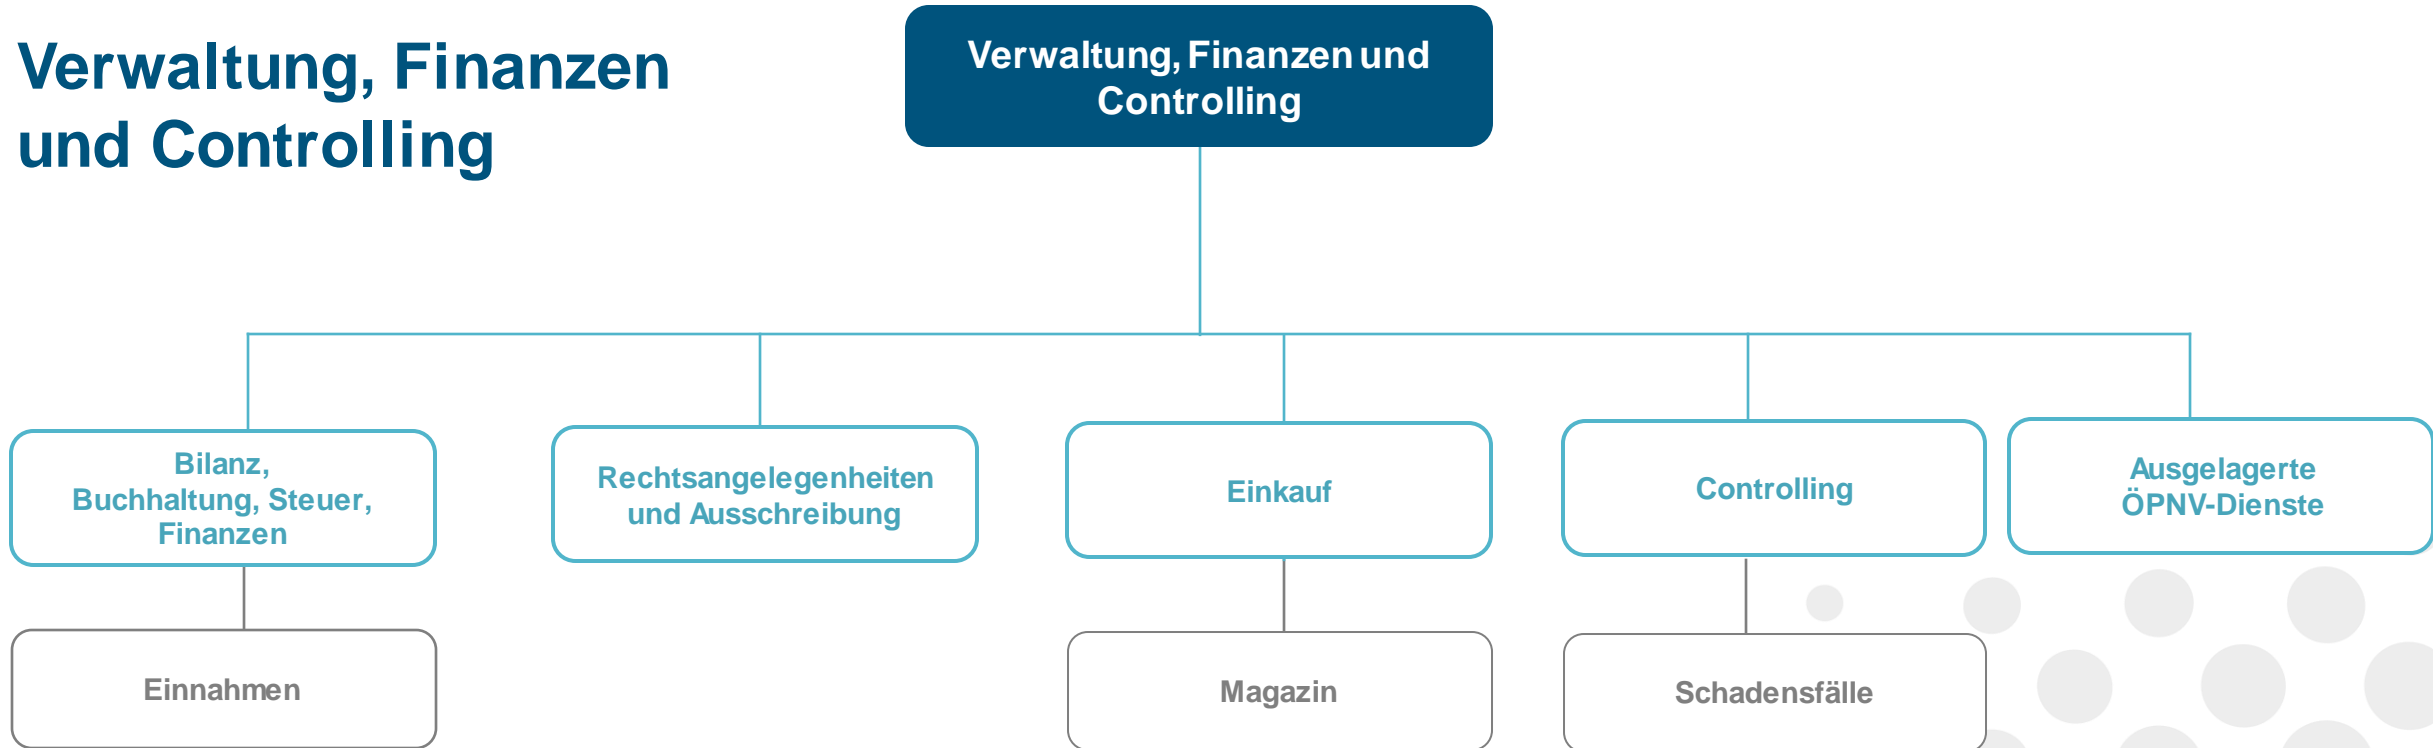 Verwaltung, Finanzen
und Controlling
Verwaltung, Finanzen und
Controlling
Bilanz,
Buchhaltung, Steuer,
Finanzen
Rechtsangelegenheiten
und Ausschreibung
Einkauf
Controlling
Ausgelagerte
ÖPNV-Dienste
Einnahmen
Magazin
Schadensfälle